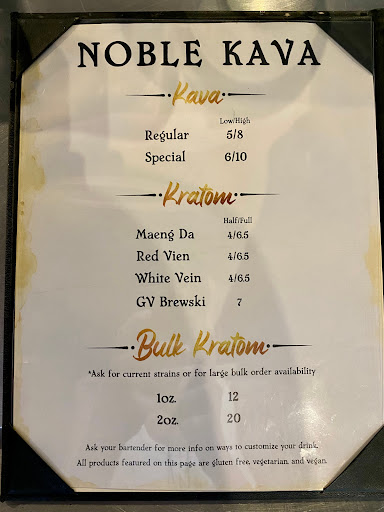 NOBLE KAVA
Kava
Low/High
Regular 5/8
Special 6/10
Kratom
Half/Full
Maeng Da 4/6.5
Red Vien 4/6.5
White Vein 4/6.5
GV Brewski 7
Bulk Kratom
*Ask for current strains or for large bulk order availability
1oz. 12
2oz. 20
Ask your bartender for more info on ways to customize your drink.
All products featured on this page are gluten free, vegetarian, and vegan.